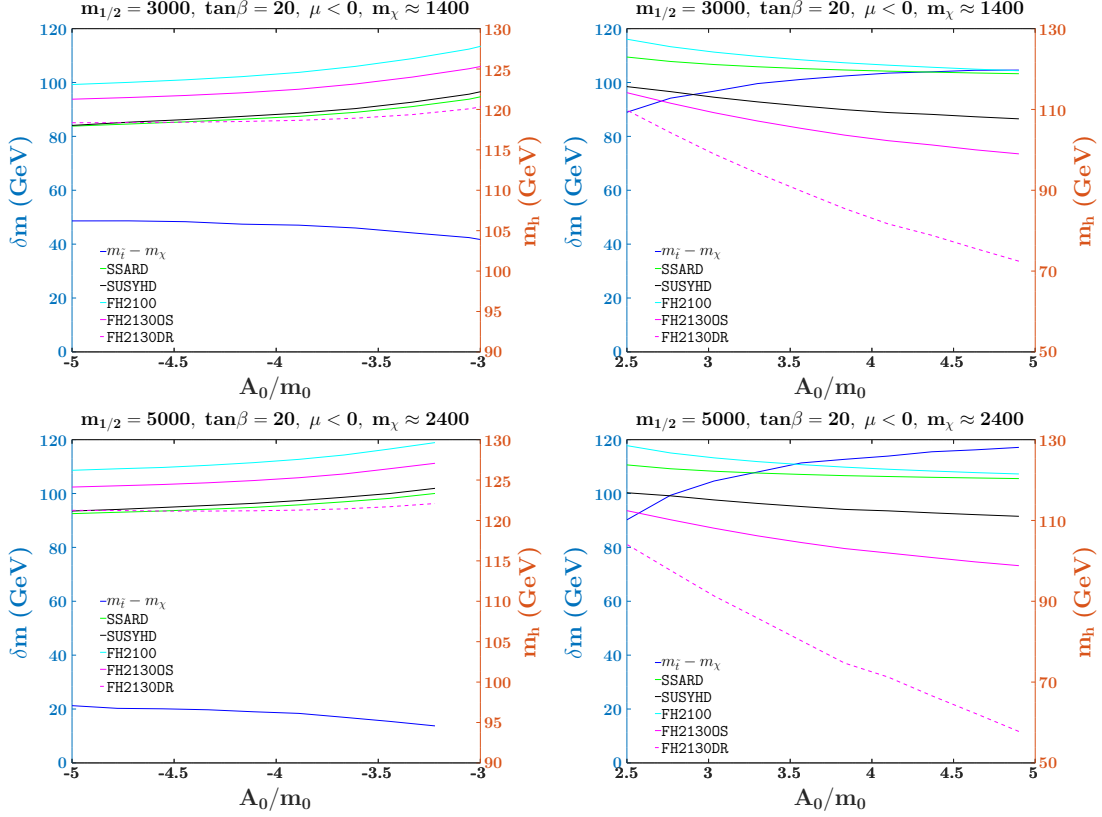 m1/2 = 3000, tanβ = 20, μ < 0, mχ ≈ 1400
120
100
80
60
40
20
0
δm (GeV)
130
125
120
115
110
105
100
95
90
mh (GeV)
m t̃ − mχ
SSARD
SUSYHD
FH2100
FH2130OS
FH2130DR
-5
-4.5
-4
-3.5
-3
A0/m0
m1/2 = 3000, tanβ = 20, μ < 0, mχ ≈ 1400
120
100
80
60
40
20
0
δm (GeV)
130
110
90
70
50
mh (GeV)
m t̃ − mχ
SSARD
SUSYHD
FH2100
FH2130OS
FH2130DR
2.5
3
3.5
4
4.5
5
A0/m0
m1/2 = 5000, tanβ = 20, μ < 0, mχ ≈ 2400
120
100
80
60
40
20
0
δm (GeV)
130
125
120
115
110
105
100
95
90
mh (GeV)
m t̃ − mχ
SSARD
SUSYHD
FH2100
FH2130OS
FH2130DR
-5
-4.5
-4
-3.5
-3
A0/m0
m1/2 = 5000, tanβ = 20, μ < 0, mχ ≈ 2400
120
100
80
60
40
20
0
δm (GeV)
130
110
90
70
50
mh (GeV)
m t̃ − mχ
SSARD
SUSYHD
FH2100
FH2130OS
FH2130DR
2.5
3
3.5
4
4.5
5
A0/m0